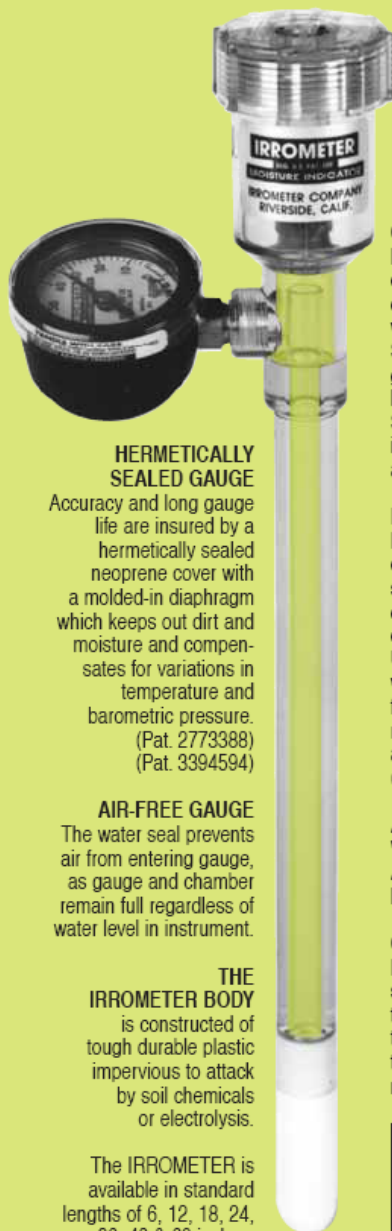 IRROMETER
MOISTURE INDICATOR
IRROMETER COMPANY
RIVERSIDE, CALIF.
HERMETICALLY
SEALED GAUGE
Accuracy and long gauge
life are insured by a
hermetically sealed
neoprene cover with
a molded-in diaphragm
which keeps out dirt and
moisture and compen-
sates for variations in
temperature and
barometric pressure.
(Pat. 2773388)
(Pat. 3394594)
AIR-FREE GAUGE
The water seal prevents
air from entering gauge,
as gauge and chamber
remain full regardless of
water level in instrument.
THE
IRROMETER BODY
is constructed of
tough durable plastic
impervious to attack
by soil chemicals
or electrolysis.
The IRROMETER is
available in standard
lengths of 6, 12, 18, 24,